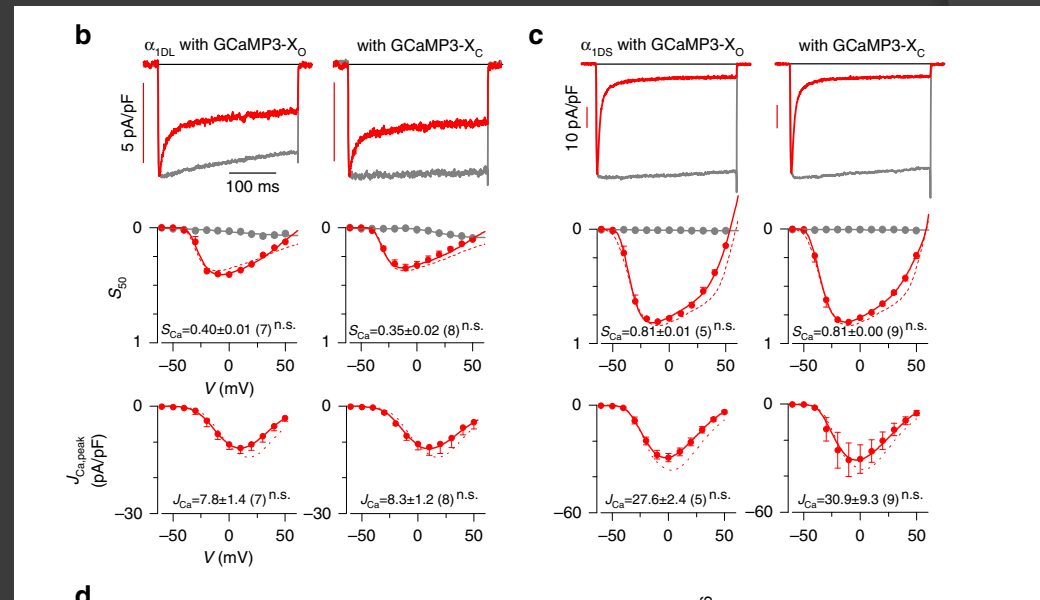 b
α1DL with GCaMP3-XO
with GCaMP3-XC
5 pA/pF
100 ms
c
α1DS with GCaMP3-XO
with GCaMP3-XC
10 pA/pF
0
S50
1
SCa=0.40±0.01 (7) n.s.
–50 0 50
V (mV)
0
1
SCa=0.35±0.02 (8) n.s.
–50 0 50
0
1
SCa=0.81±0.01 (5) n.s.
–50 0 50
0
1
SCa=0.81±0.00 (9) n.s.
–50 0 50
0
JCa,peak
(pA/pF)
–30
JCa=7.8±1.4 (7) n.s.
–50 0 50
V (mV)
0
–30
JCa=8.3±1.2 (8) n.s.
–50 0 50
0
–60
JCa=27.6±2.4 (5) n.s.
–50 0 50
0
–60
JCa=30.9±9.3 (9) n.s.
–50 0 50
d